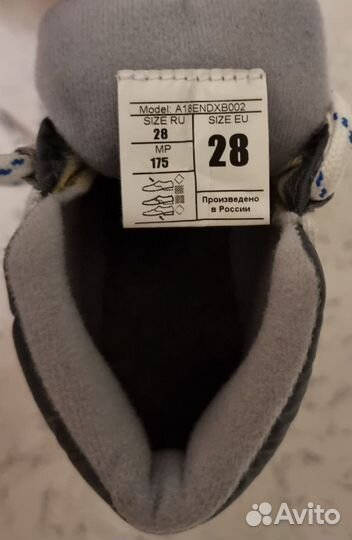 Model: A18ENDXB002
SIZE RU
28
MP
175
SIZE EU
28
Произведено
в России
Avito